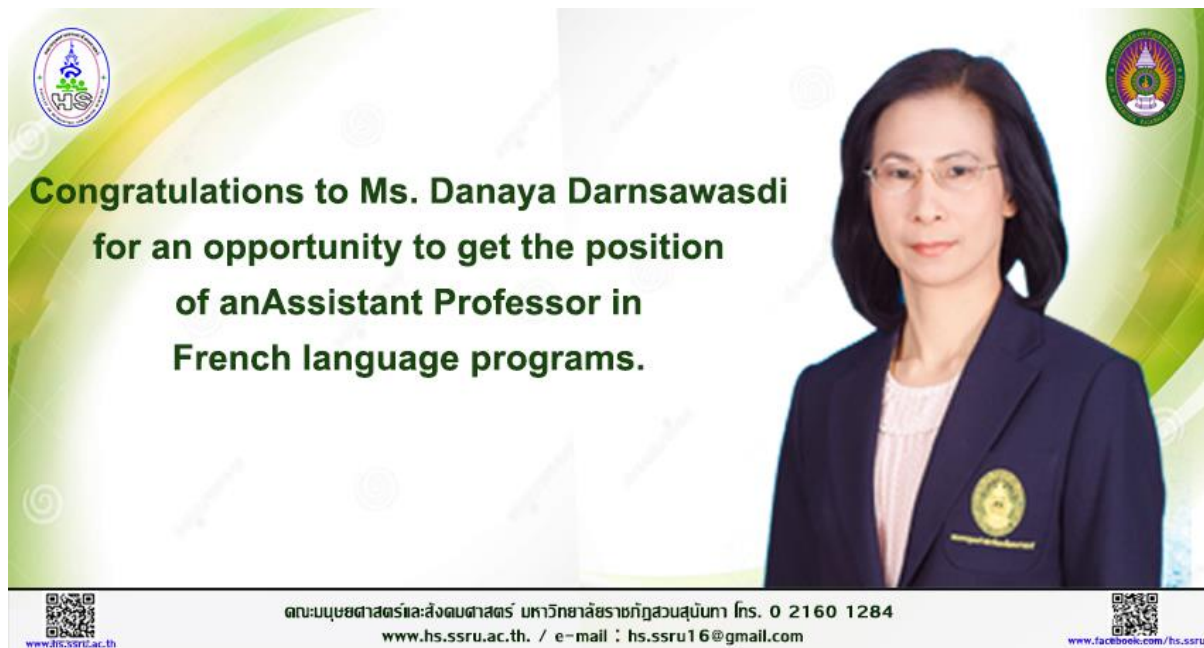 HS
Congratulations to Ms. Danaya Darnsawasdi
for an opportunity to get the position
of anAssistant Professor in
French language programs.
คณะมนุษยศาสตร์และสังคมศาสตร์ มหาวิทยาลัยราชภัฏสวนสุนันทา โทร. 0 2160 1284
www.hs.ssru.ac.th. / e-mail : hs.ssru16@gmail.com
www.hs.ssru.ac.th
www.facebook.com/hs.ssru